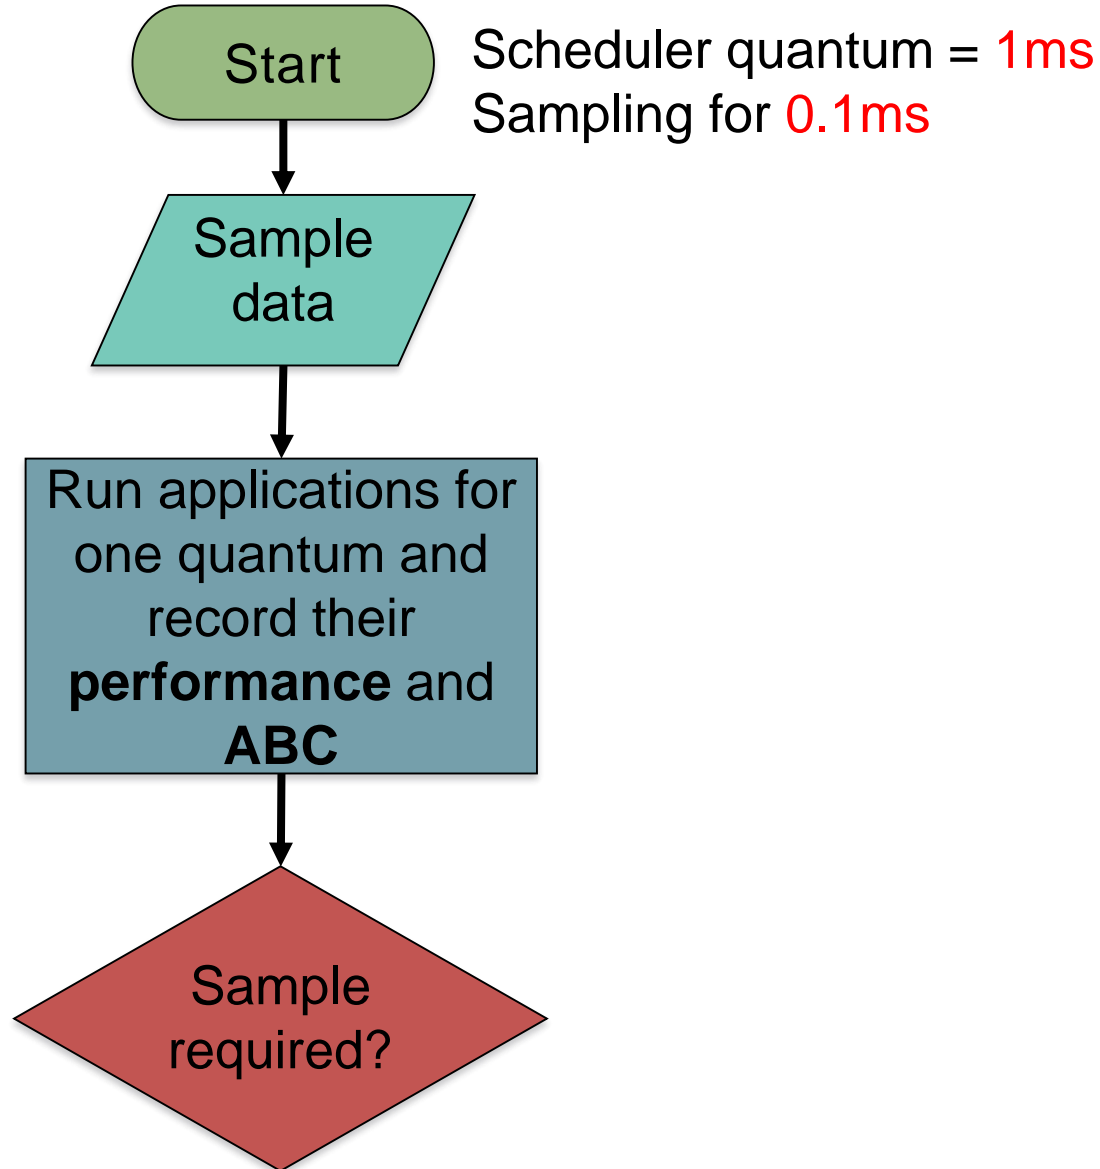 Start
Scheduler quantum = 1ms
Sampling for 0.1ms
Sample
data
Run applications for
one quantum and
record their
performance and
ABC
Sample
required?